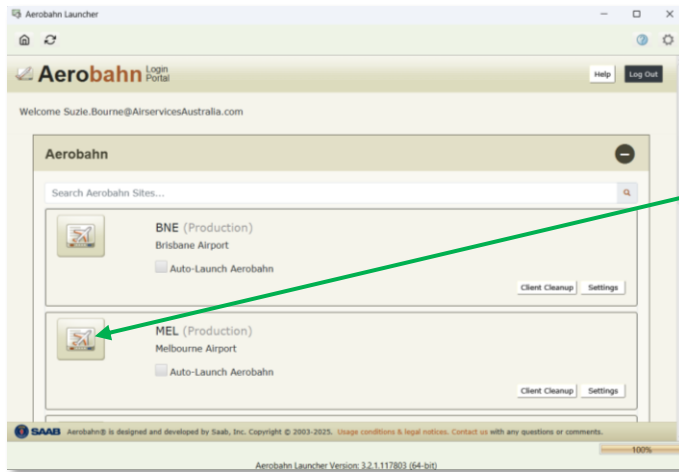 Aerobahn Launcher
Aerobahn Login Portal
Help
Log Out
Welcome Suzie.Bourne@AirservicesAustralia.com
Aerobahn
Search Aerobahn Sites...
BNE (Production)
Brisbane Airport
Auto-Launch Aerobahn
Client Cleanup
Settings
MEL (Production)
Melbourne Airport
Auto-Launch Aerobahn
Client Cleanup
Settings
SAAB Aerobahn® is designed and developed by Saab, Inc. Copyright © 2003-2025. Usage conditions & legal notices. Contact us with any questions or comments.
100%
Aerobahn Launcher Version: 3.2.1.117803 (64-bit)